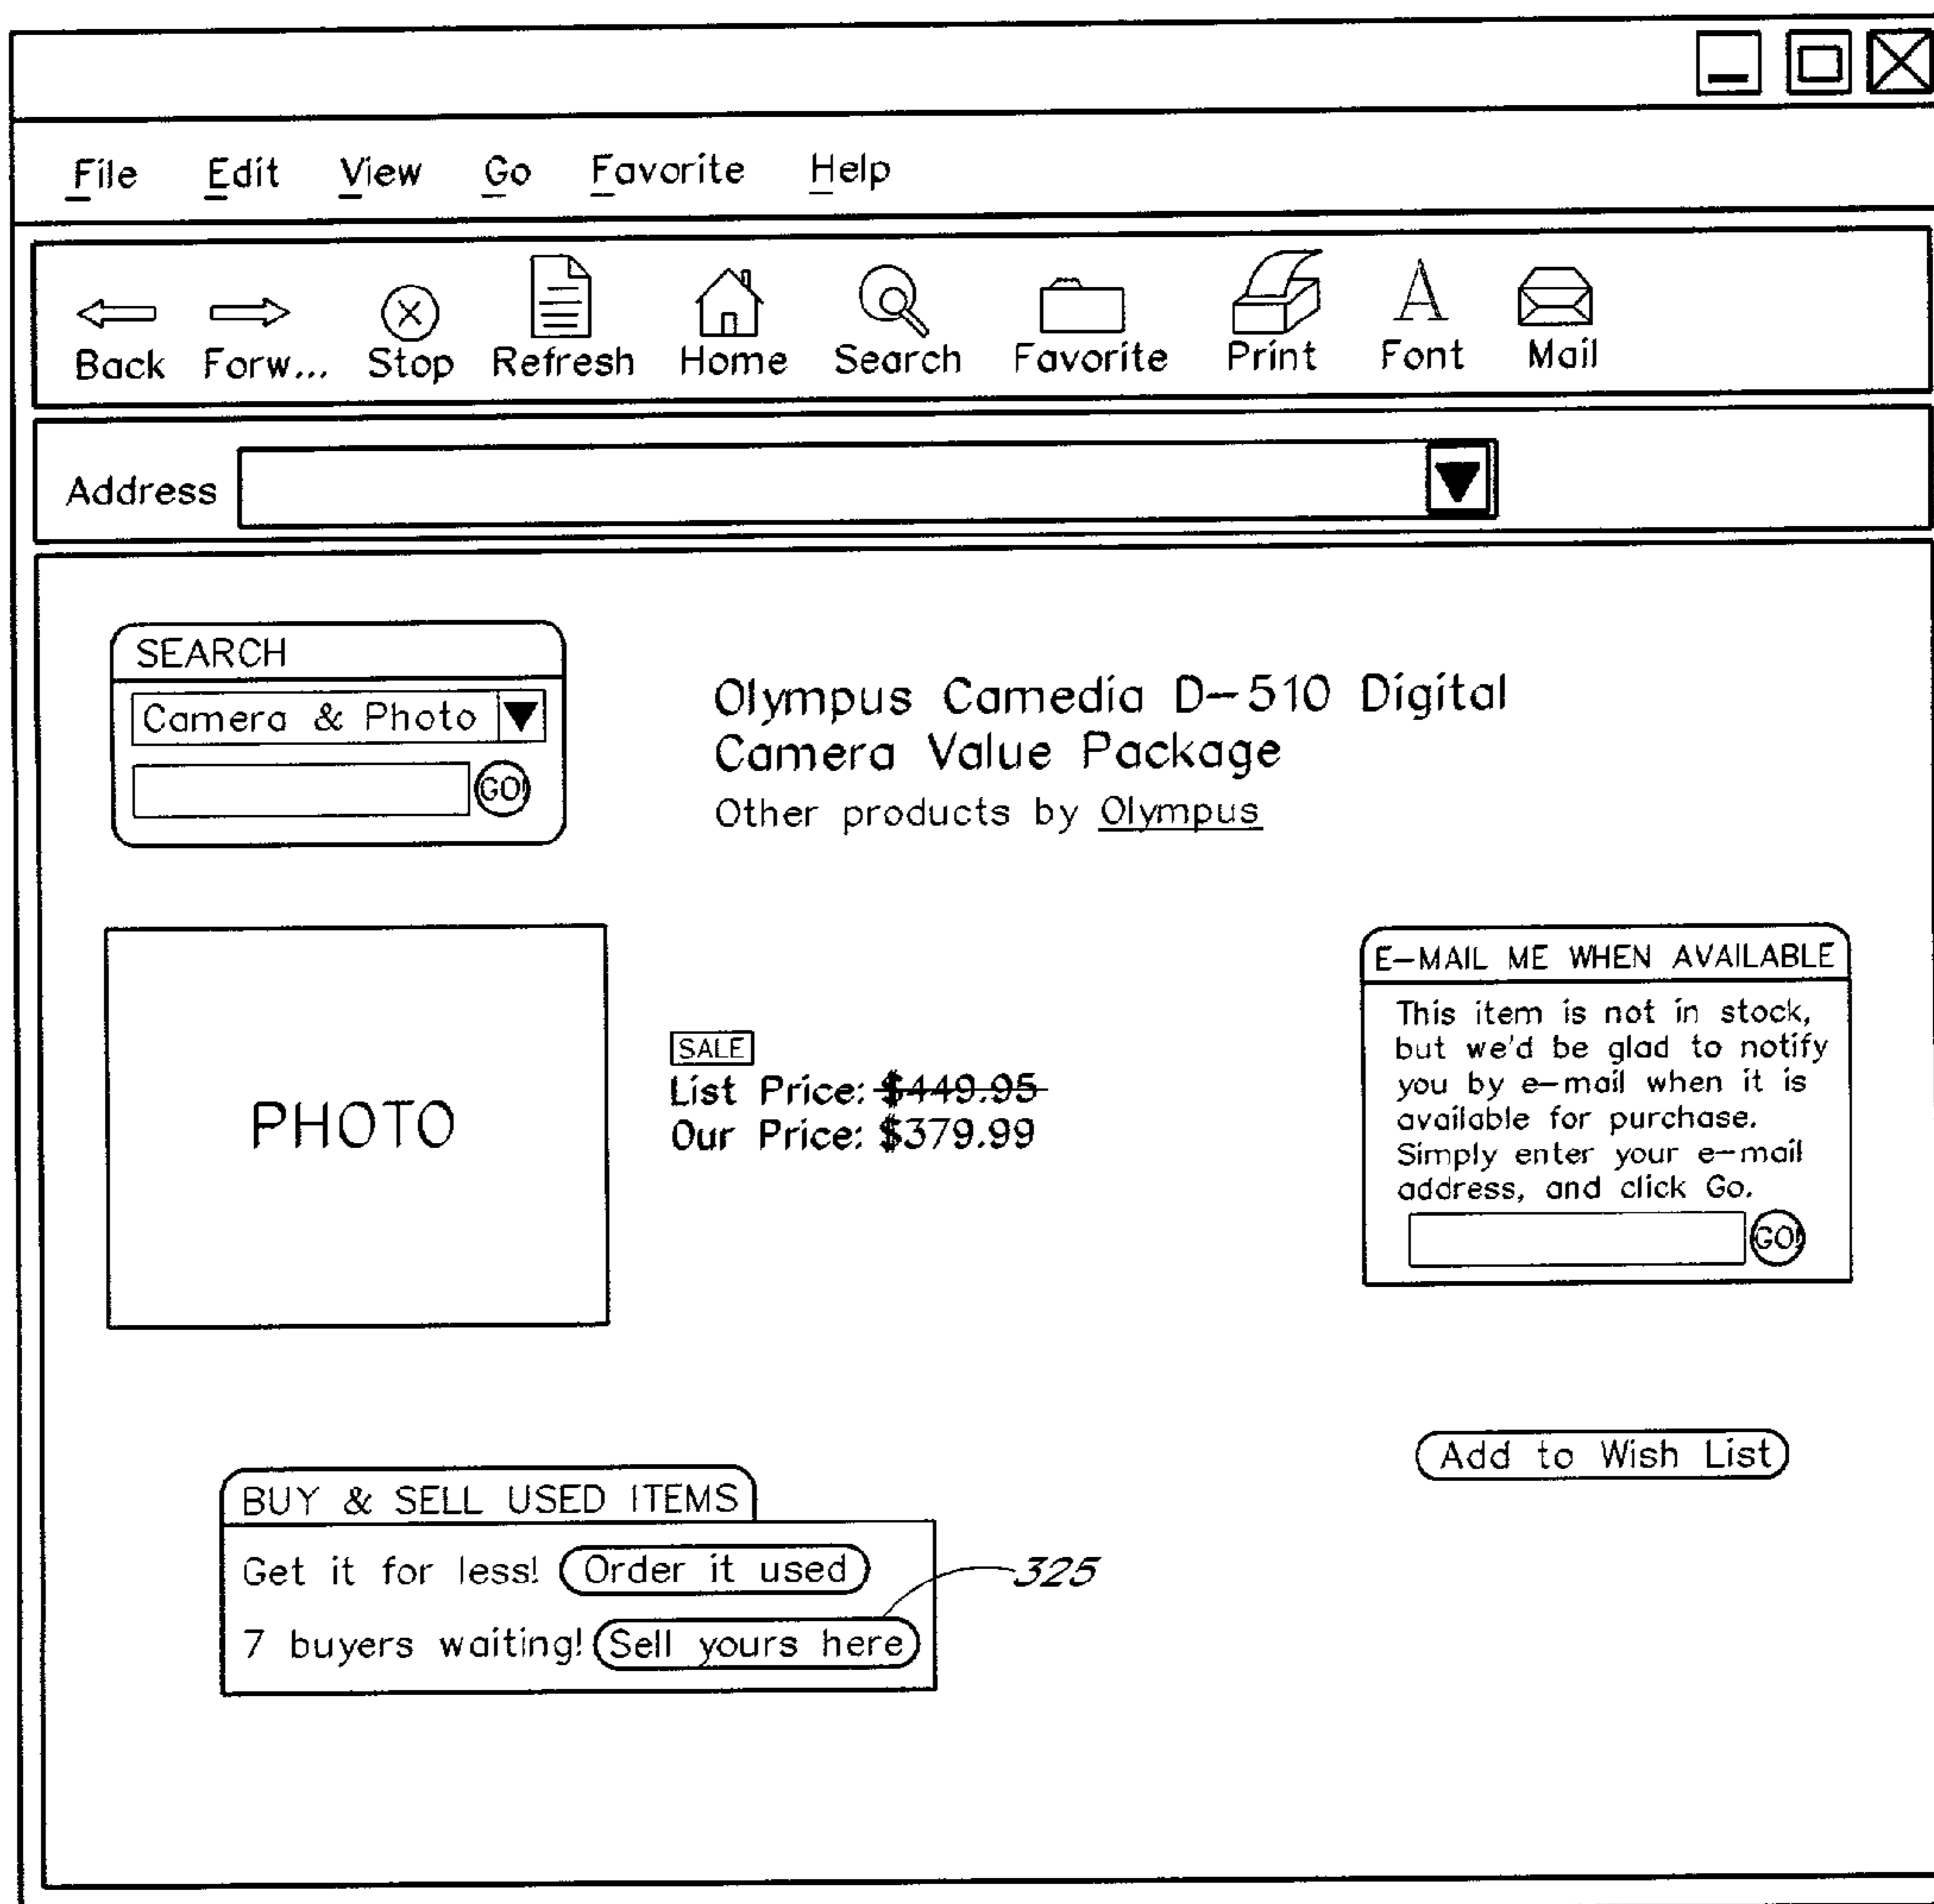 File Edit View Go Favorite Help
Back Forw... Stop Refresh Home Search Favorite Print A Font Mail
Address
SEARCH
Camera & Photo
GO!
Olympus Camedia D-510 Digital
Camera Value Package
Other products by Olympus
PHOTO
SALE
List Price: $449.95
Our Price: $379.99
E-MAIL ME WHEN AVAILABLE
This item is not in stock,
but we'd be glad to notify
you by e-mail when it is
available for purchase.
Simply enter your e-mail
address, and click Go.
GO!
Add to Wish List
BUY & SELL USED ITEMS
Get it for less! Order it used
325
7 buyers waiting! Sell yours here